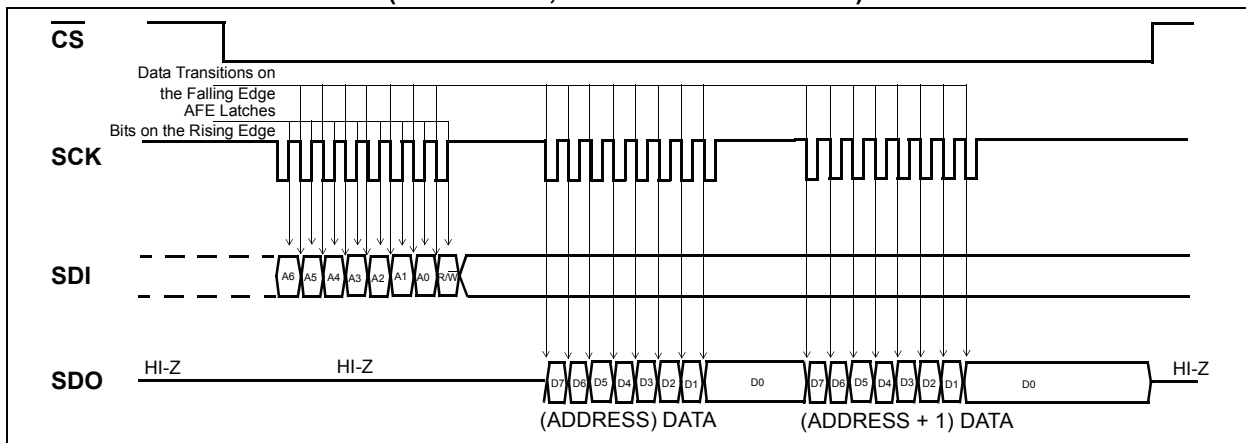 CS
Data Transitions on
the Falling Edge
AFE Latches
Bits on the Rising Edge
SCK
SDI
A6 A5 A4 A3 A2 A1 A0 R/W
SDO
HI-Z HI-Z D7 D6 D5 D4 D3 D2 D1 D0 D7 D6 D5 D4 D3 D2 D1 D0 HI-Z
(ADDRESS) DATA (ADDRESS + 1) DATA